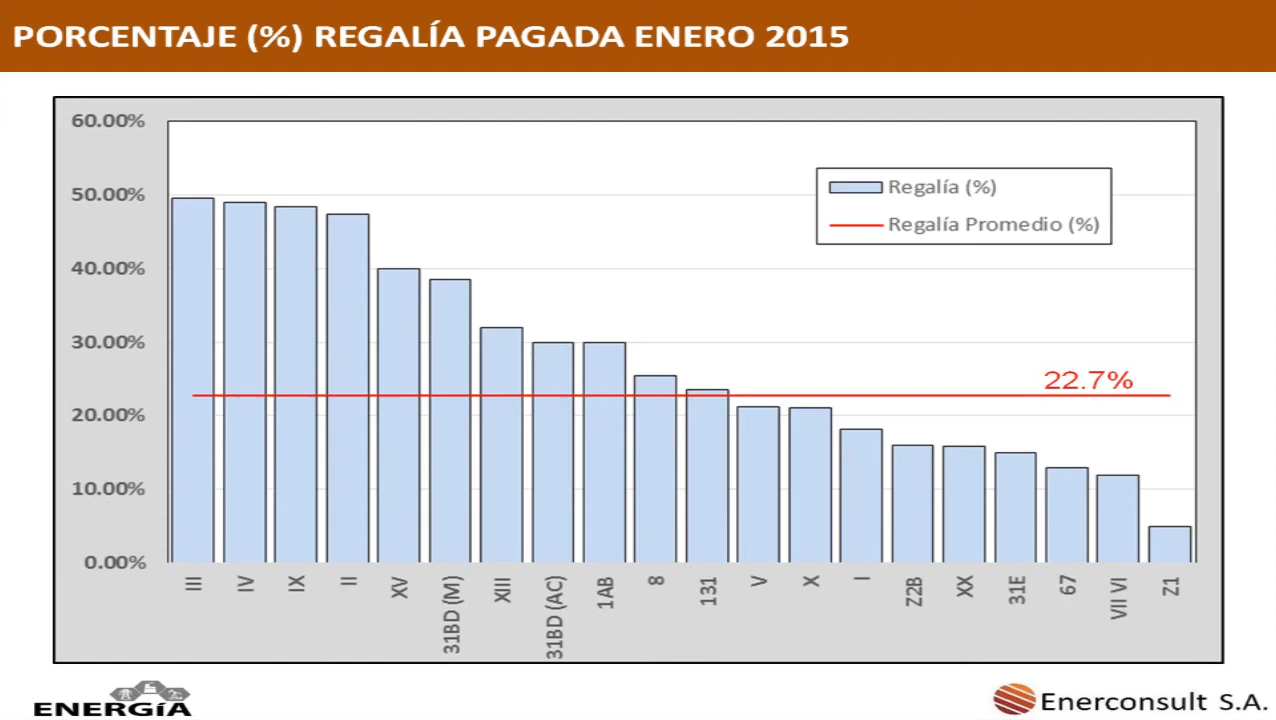 PORCENTAJE (%) REGALÍA PAGADA ENERO 2015
60.00%
50.00%
40.00%
30.00%
20.00%
10.00%
0.00%
Regalía (%)
Regalía Promedio (%)
22.7%
III
IV
IX
II
XV
31BD (M)
XIII
31BD (AC)
1AB
8
131
V
X
I
Z2B
XX
31E
67
VII VI
Z1
ENERGÍA
Enerconsult S.A.